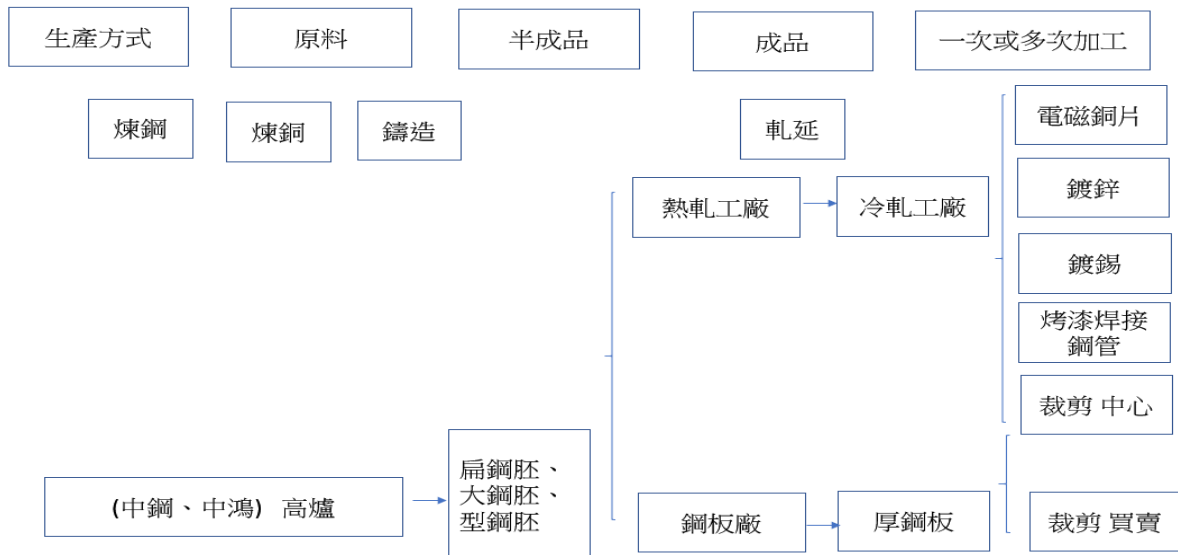 生產方式
原料
半成品
成品
一次或多次加工
煉鋼
煉銅
鑄造
軋延
電磁銅片
熱軋工廠
冷軋工廠
鍍鋅
鍍錫
烤漆焊接
鋼管
裁剪 中心
(中鋼、中鴻) 高爐
扁鋼胚、
大鋼胚、
型鋼胚
鋼板廠
厚鋼板
裁剪 買賣